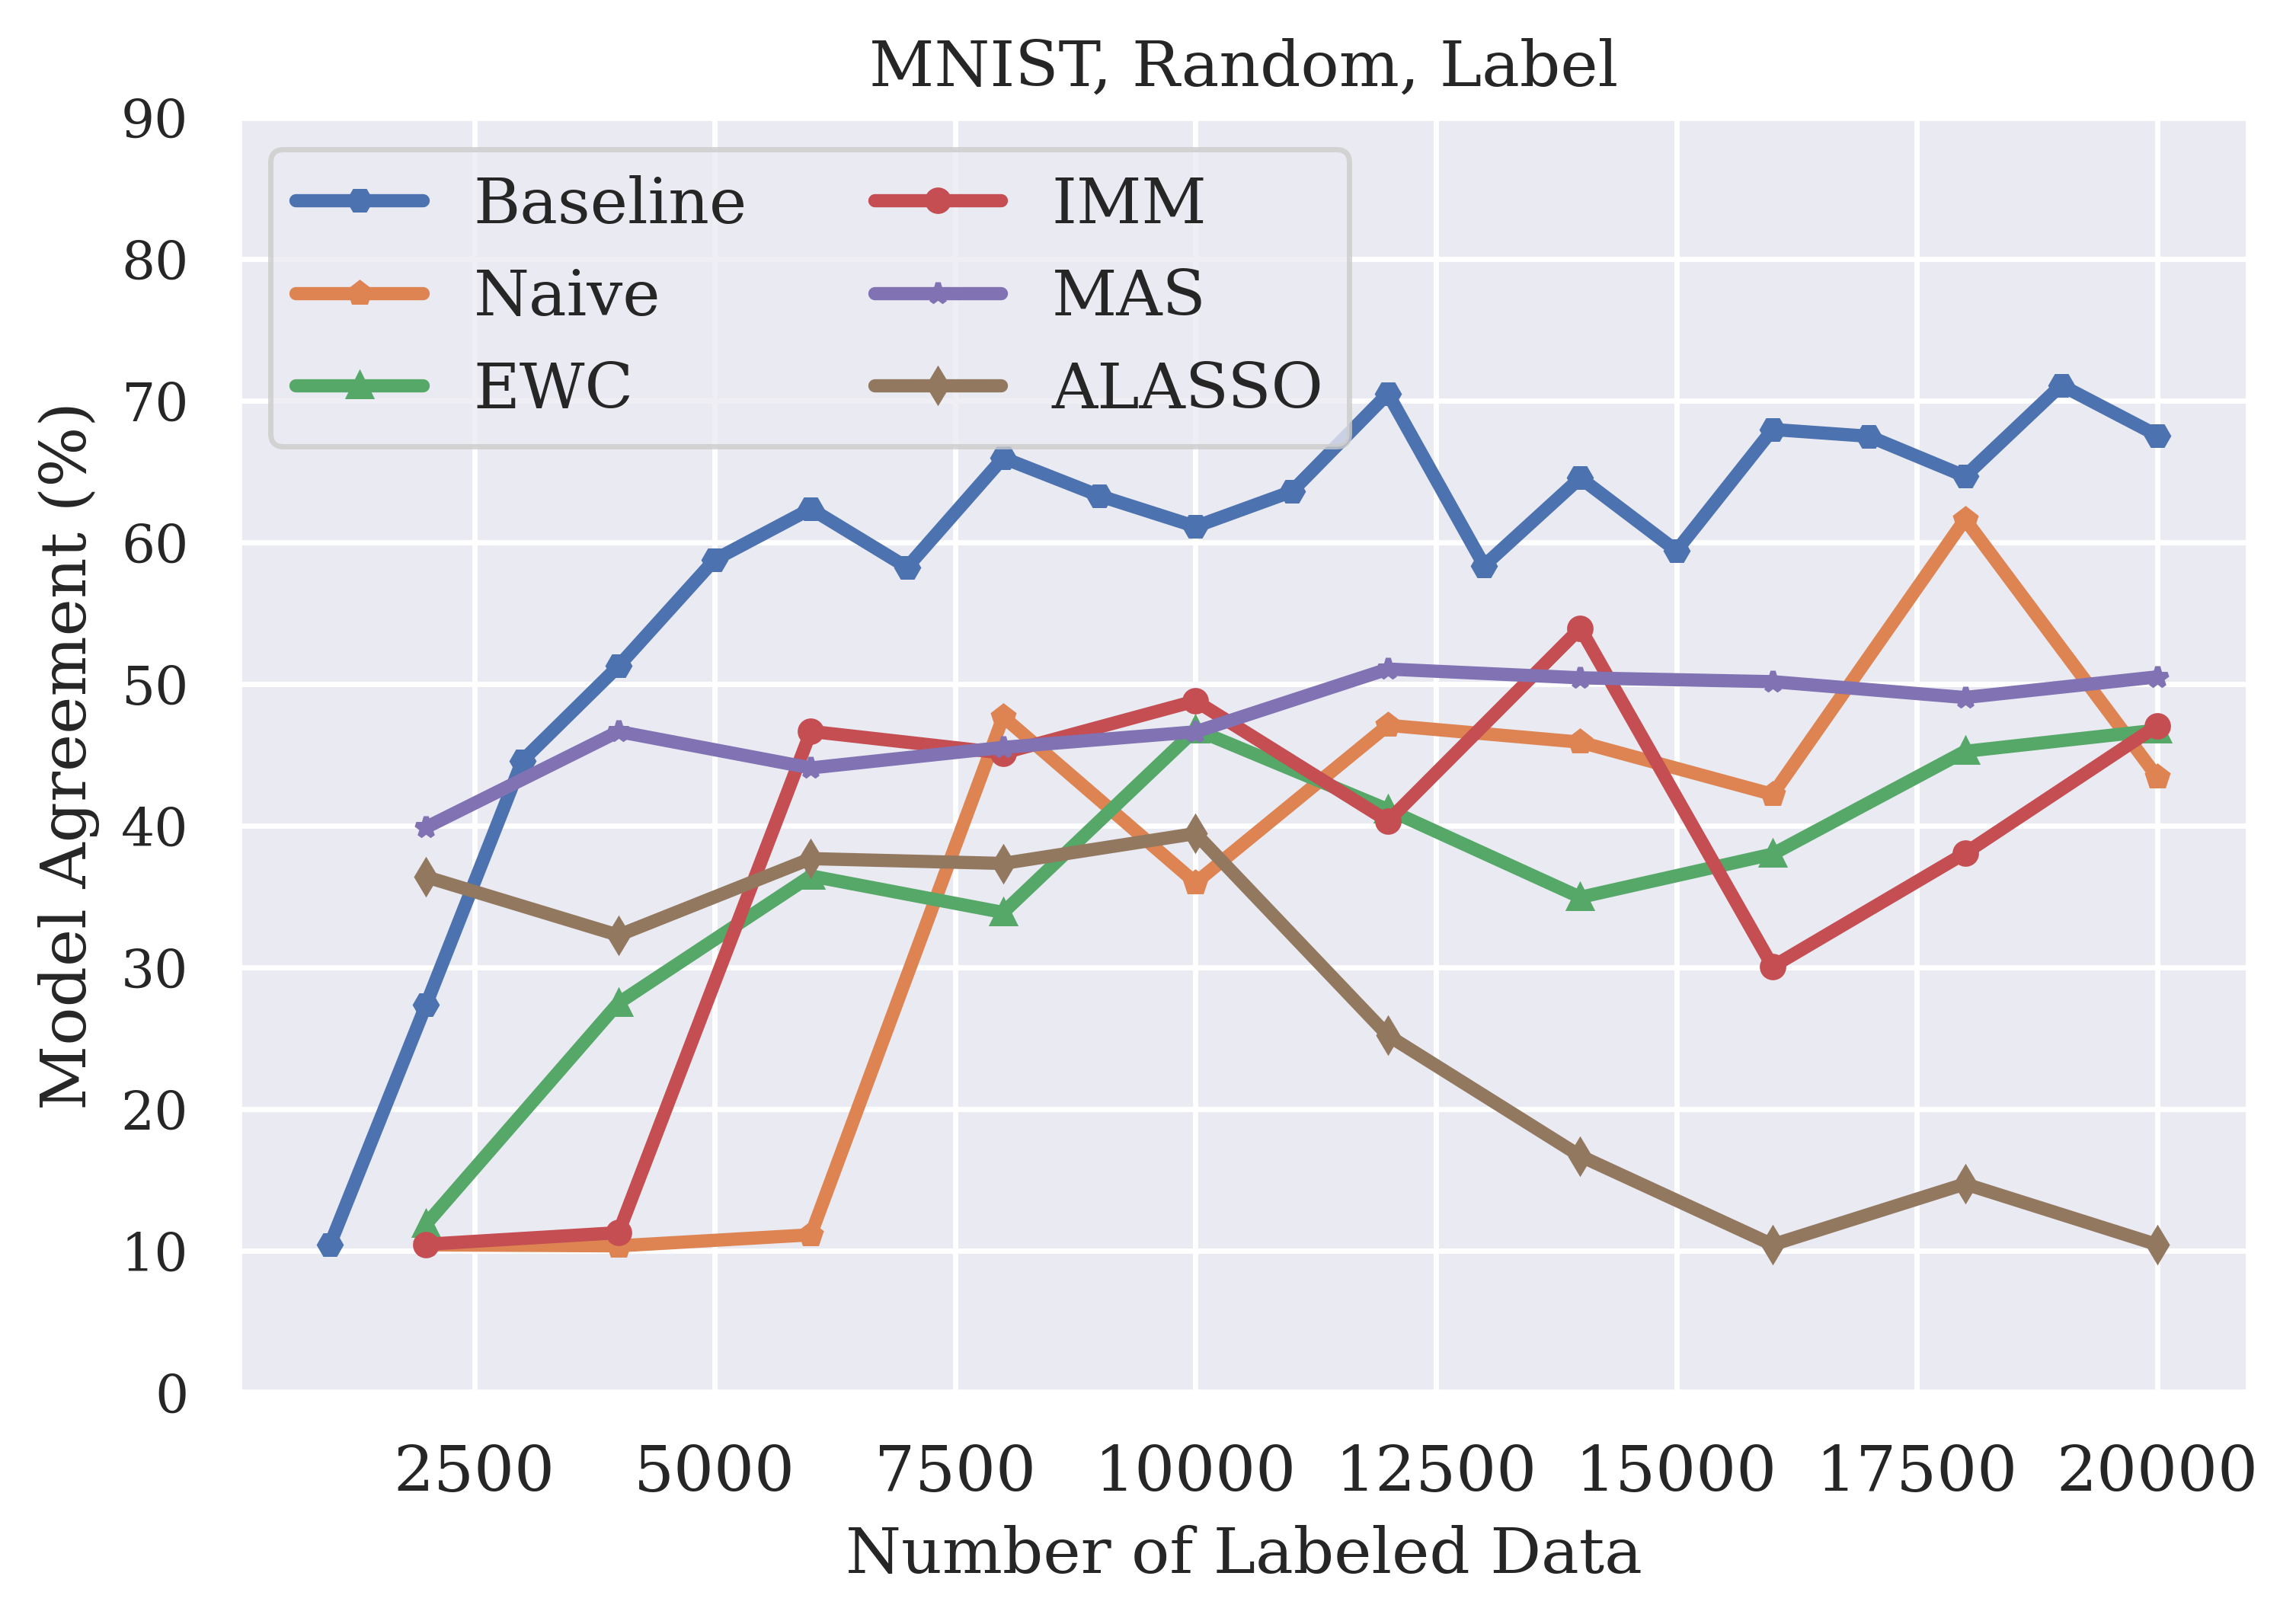 MNIST, Random, Label
90
80
70
60
50
40
30
20
10
0
Model Agreement (%)
Baseline
Naive
EWC
IMM
MAS
ALASSO
2500 5000 7500 10000 12500 15000 17500 20000
Number of Labeled Data